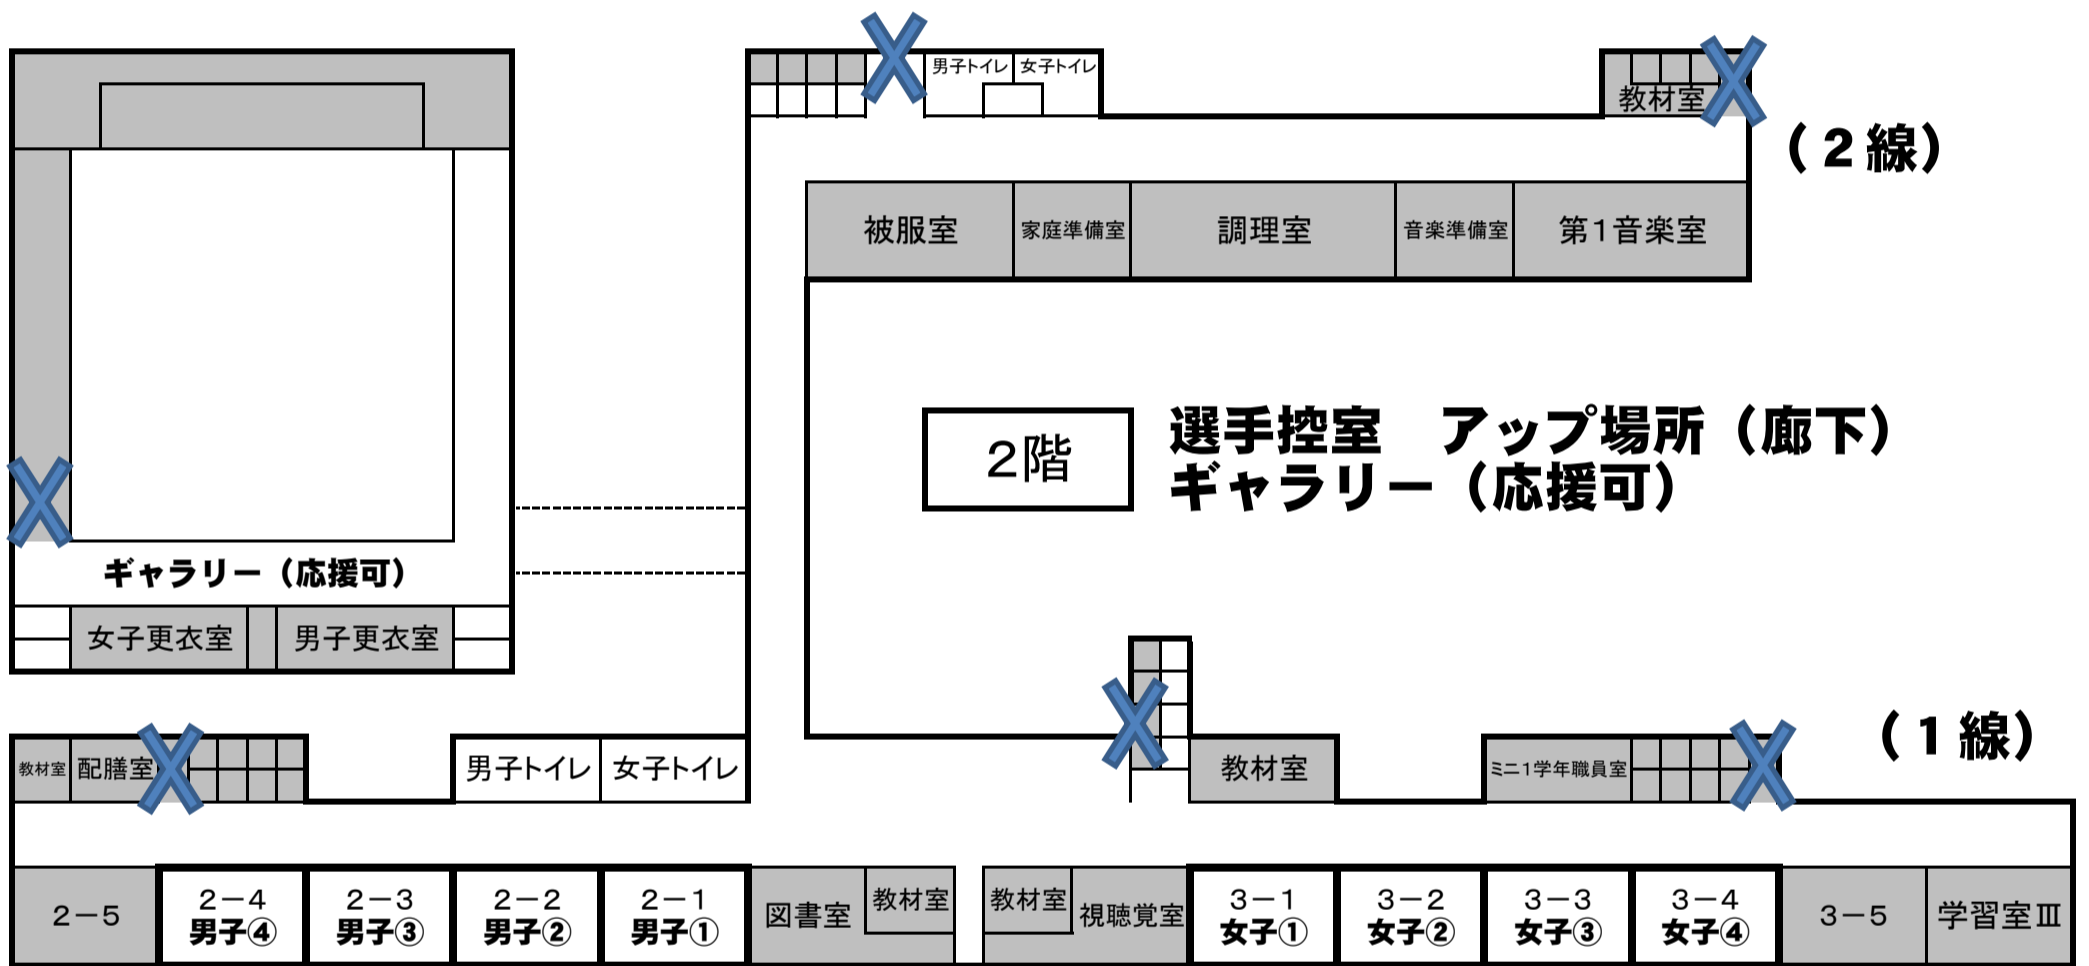 男子トイレ
女子トイレ
教材室
（２線）
被服室
家庭準備室
調理室
音楽準備室
第１音楽室
２階
選手控室　アップ場所（廊下）
ギャラリー（応援可）
ギャラリー（応援可）
女子更衣室
男子更衣室
（１線）
教材室
配膳室
男子トイレ
女子トイレ
教材室
ミニ１学年職員室
２－５
２－４
男子④
２－３
男子③
２－２
男子②
２－１
男子①
図書室
教材室
教材室
視聴覚室
３－１
女子①
３－２
女子②
３－３
女子③
３－４
女子④
３－５
学習室Ⅲ